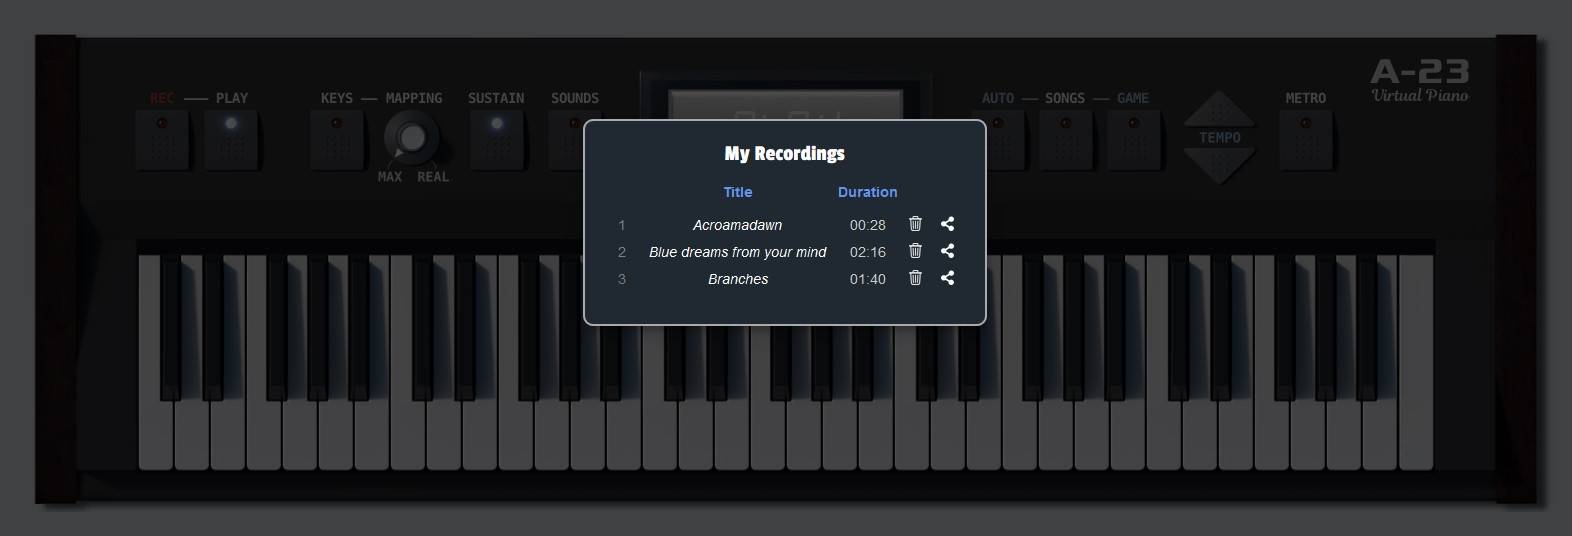 A-23
Virtual Piano
REC PLAY KEYS MAPPING SUSTAIN SOUNDS AUTO SONGS GAME METRO
TEMPO
MAX REAL
My Recordings
Title Duration
1 Acroamadawn 00:28
2 Blue dreams from your mind 02:16
3 Branches 01:40